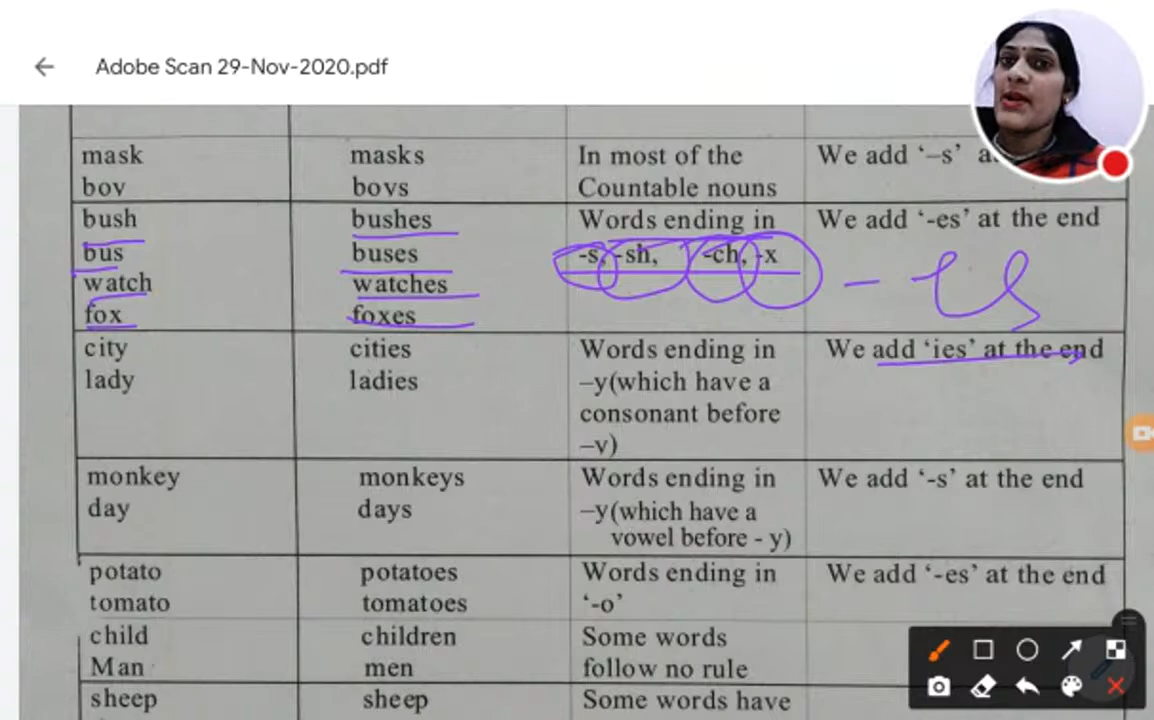 Adobe Scan 29-Nov-2020.pdf
mask masks In most of the We add ‘–s’ a
boy boys Countable nouns
bush bushes Words ending in We add ‘-es’ at the end
bus buses -s, -sh, -ch, -x - es
watch watches
fox foxes
city cities Words ending in We add ‘ies’ at the end
lady ladies –y(which have a
consonant before
–y)
monkey monkeys Words ending in We add ‘-s’ at the end
day days –y(which have a
vowel before - y)
potato potatoes Words ending in We add ‘-es’ at the end
tomato tomatoes ‘-o’
child children Some words
Man men follow no rule
sheep sheep Some words have